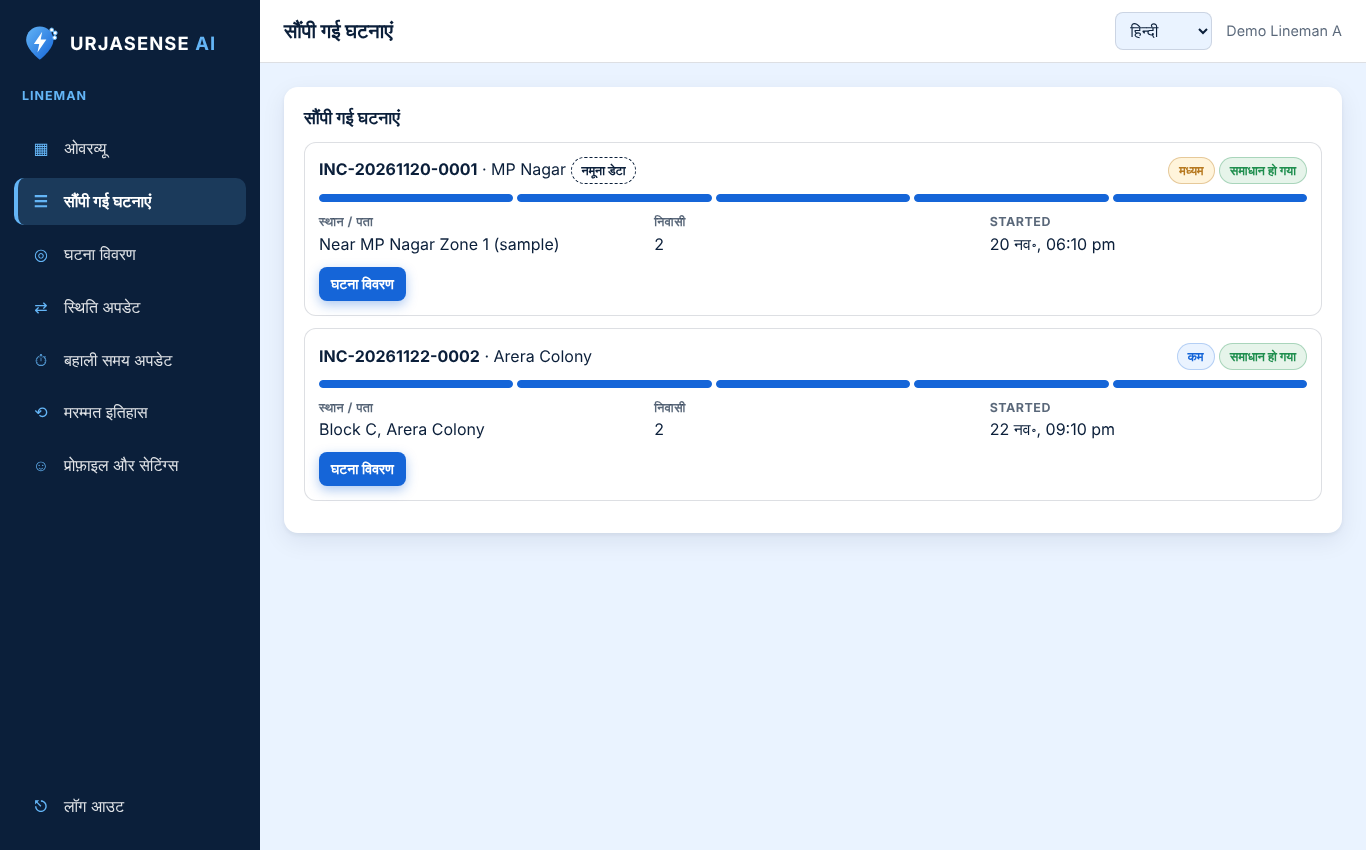 URJASENSE AI
LINEMAN
ओवरव्यू
सौंपी गई घटनाएं
घटना विवरण
स्थिति अपडेट
बहाली समय अपडेट
मरम्मत इतिहास
प्रोफ़ाइल और सेटिंग्स
लॉग आउट
सौंपी गई घटनाएं
हिन्दी
Demo Lineman A
सौंपी गई घटनाएं
INC-20261120-0001 · MP Nagar नमूना डेटा मध्यम समाधान हो गया
स्थान / पता निवासी STARTED
Near MP Nagar Zone 1 (sample) 2 20 नव॰, 06:10 pm
घटना विवरण
INC-20261122-0002 · Arera Colony कम समाधान हो गया
स्थान / पता निवासी STARTED
Block C, Arera Colony 2 22 नव॰, 09:10 pm
घटना विवरण